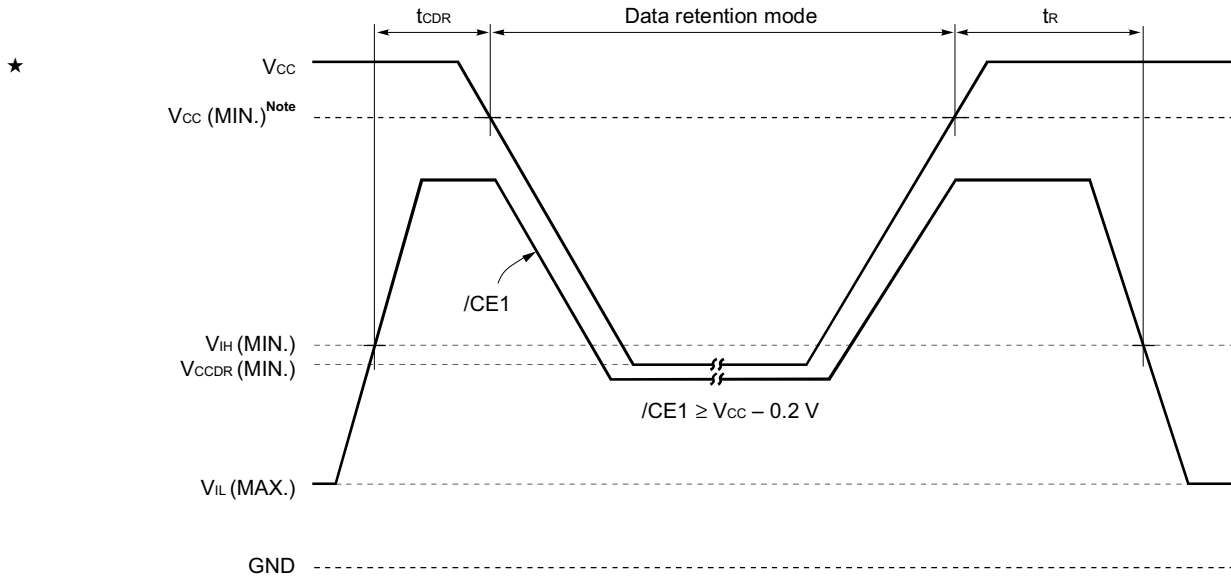 tCDR
Data retention mode
tR
★
VCC
VCC (MIN.)Note
/CE1
VIH (MIN.)
VCCDR (MIN.)
/CE1 ≥ VCC – 0.2 V
VIL (MAX.)
GND